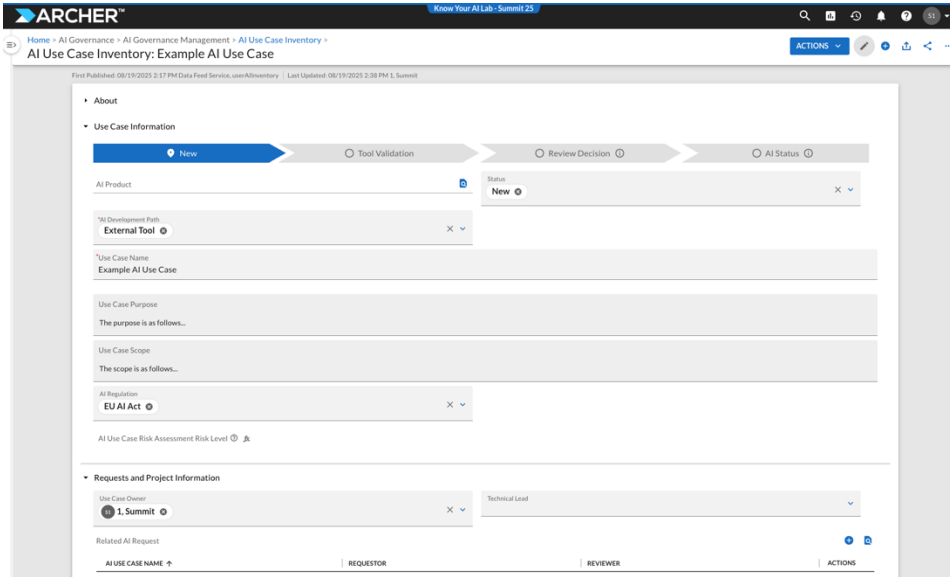 Know Your AI Lab - Summit 25
ARCHER™
S1
Home > AI Governance > AI Governance Management > AI Use Case Inventory >
AI Use Case Inventory: Example AI Use Case
ACTIONS
First Published: 08/19/2025 2:17 PM Data Feed Service, userAIInventory | Last Updated: 08/19/2025 2:38 PM 1, Summit
About
Use Case Information
New
Tool Validation
Review Decision
AI Status
AI Product
Status
New
*AI Development Path
External Tool
*Use Case Name
Example AI Use Case
Use Case Purpose
The purpose is as follows...
Use Case Scope
The scope is as follows...
AI Regulation
EU AI Act
AI Use Case Risk Assessment Risk Level
Requests and Project Information
Use Case Owner
S1 1, Summit
Technical Lead
Related AI Request
AI USE CASE NAME
REQUESTOR
REVIEWER
ACTIONS